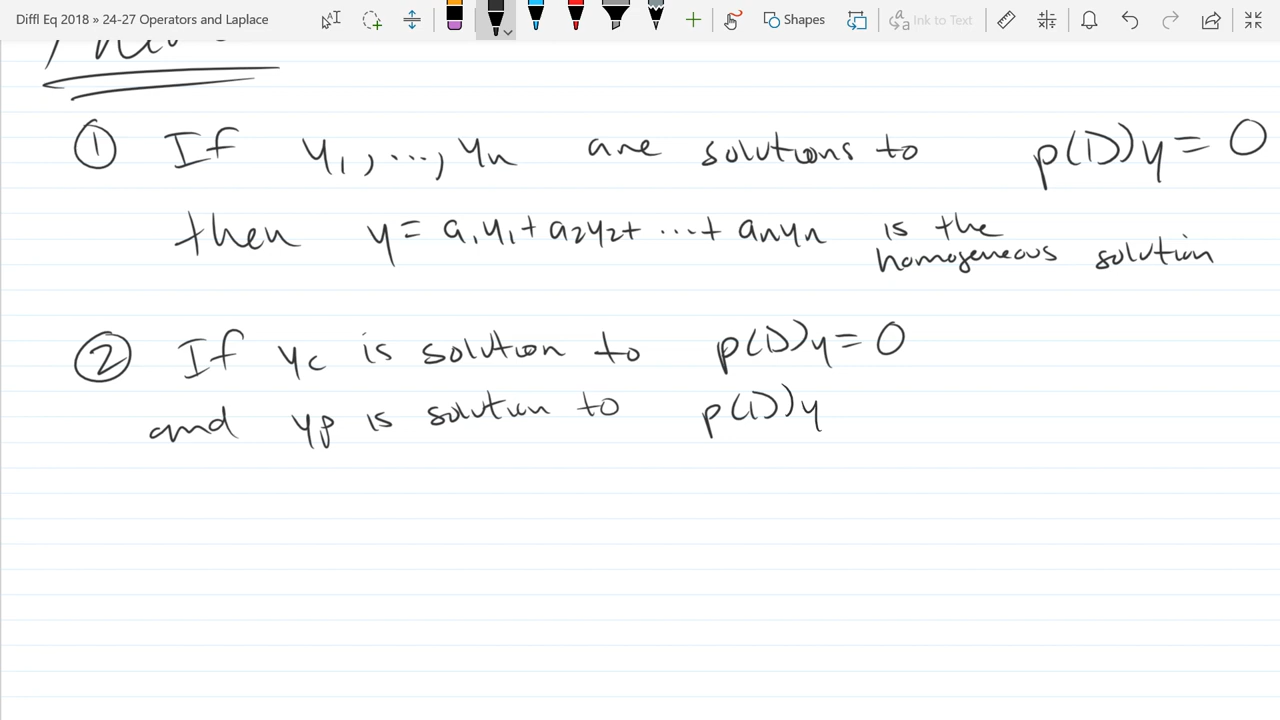 Diffl Eq 2018 » 24-27 Operators and Laplace Shapes Ink to Text
① If y₁, ..., yn are solutions to p(D)y = 0
then y = a₁y₁ + a₂y₂ + ... + anyn is the
homogeneous solution
② If yc is solution to p(D)y = 0
and yp is solution to p(D)y